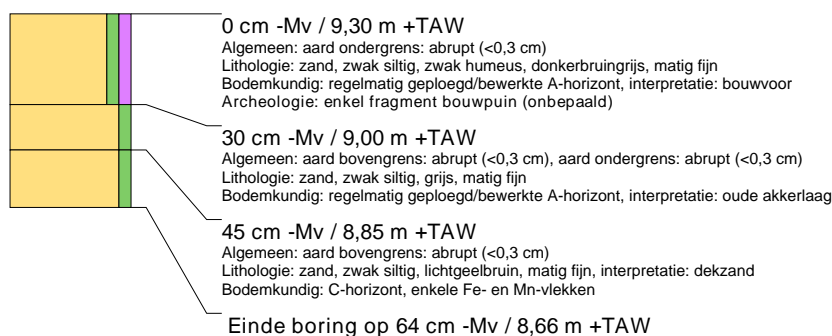 0 cm -Mv / 9,30 m +TAW
Algemeen: aard ondergrens: abrupt (<0,3 cm)
Lithologie: zand, zwak siltig, zwak humeus, donkerbruingrijs, matig fijn
Bodemkundig: regelmatig geploegd/bewerkte A-horizont, interpretatie: bouwvoor
Archeologie: enkel fragment bouwpuin (onbepaald)
30 cm -Mv / 9,00 m +TAW
Algemeen: aard bovengrens: abrupt (<0,3 cm), aard ondergrens: abrupt (<0,3 cm)
Lithologie: zand, zwak siltig, grijs, matig fijn
Bodemkundig: regelmatig geploegd/bewerkte A-horizont, interpretatie: oude akkerlaag
45 cm -Mv / 8,85 m +TAW
Algemeen: aard bovengrens: abrupt (<0,3 cm)
Lithologie: zand, zwak siltig, lichtgeelbruin, matig fijn, interpretatie: dekzand
Bodemkundig: C-horizont, enkele Fe- en Mn-vlekken
Einde boring op 64 cm -Mv / 8,66 m +TAW